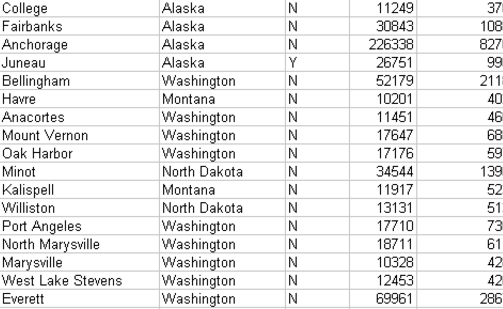 College Alaska N 11249 37
Fairbanks Alaska N 30843 108
Anchorage Alaska N 226338 827
Juneau Alaska Y 26751 99
Bellingham Washington N 52179 211
Havre Montana N 10201 40
Anacortes Washington N 11451 46
Mount Vernon Washington N 17647 68
Oak Harbor Washington N 17176 59
Minot North Dakota N 34544 139
Kalispell Montana N 11917 52
Williston North Dakota N 13131 51
Port Angeles Washington N 17710 73
North Marysville Washington N 18711 61
Marysville Washington N 10328 42
West Lake Stevens Washington N 12453 42
Everett Washington N 69961 286